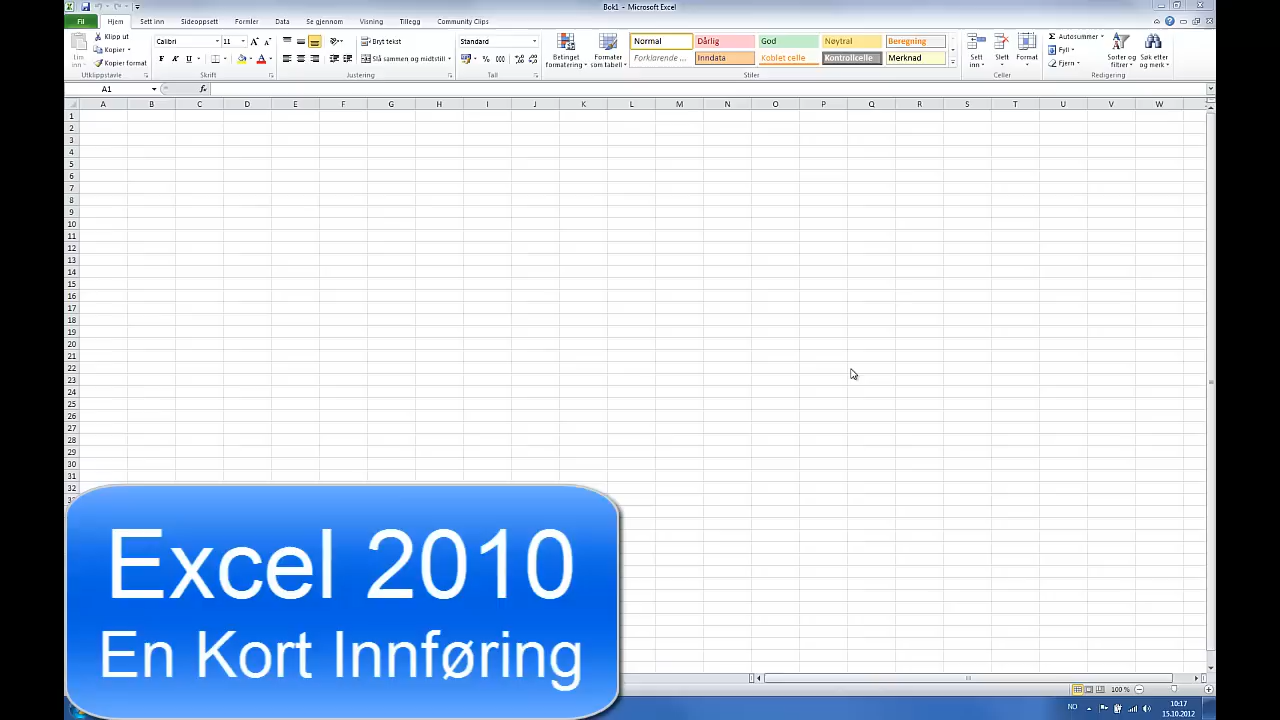 Bok1 - Microsoft Excel
Fil Hjem Sett inn Sideoppsett Formler Data Se gjennom Visning Tillegg Community Clips
Klipp ut
Kopier
Kopier format
Lim inn
Utklippstavle
Calibri 11
F K U
Skrift
Bryt tekst
Slå sammen og midtstill
Justering
Standard
% 000
Tall
Betinget formatering
Formater som tabell
Normal Dårlig God Nøytral Beregning
Forklarende ... Inndata Koblet celle Kontrollcelle Merknad
Stiler
Sett inn Slett Format
Celler
Autosummer
Fyll
Fjern
Sorter og filtrer
Søk etter og merk
Redigering
A1 fx
A B C D E F G H I J K L M N O P Q R S T U V W
1
2
3
4
5
6
7
8
9
10
11
12
13
14
15
16
17
18
19
20
21
22
23
24
25
26
27
28
29
30
31
32
Excel 2010
En Kort Innføring
100 %
NO
10:17
15.10.2012